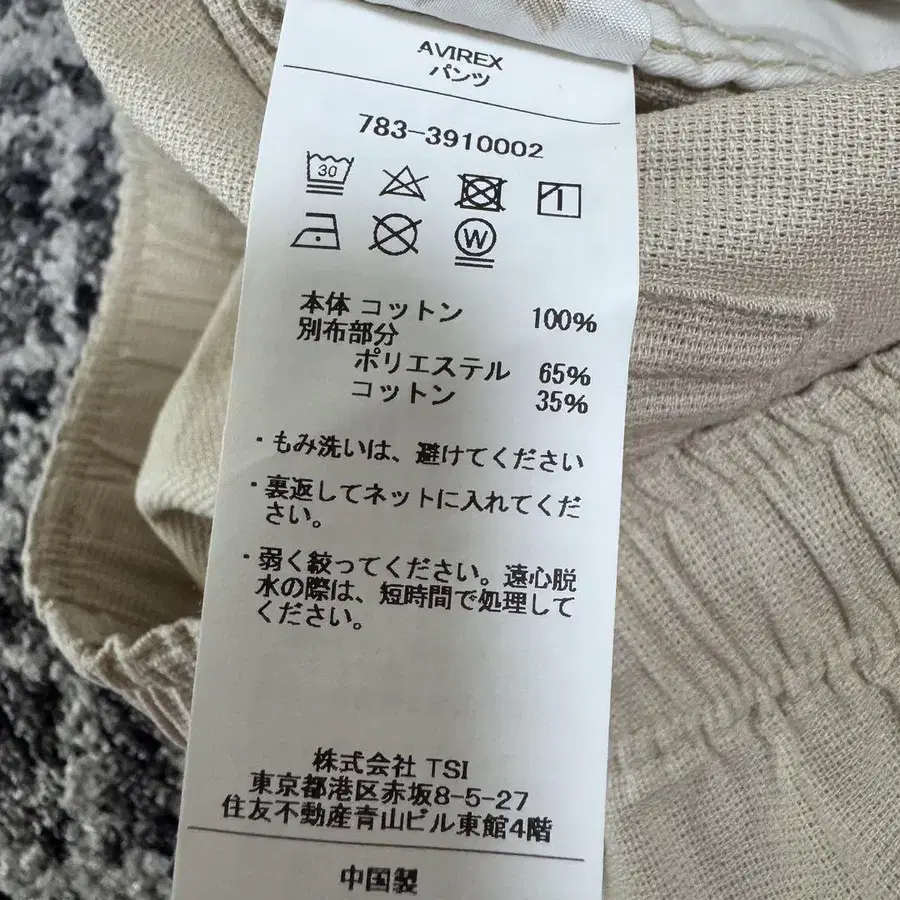 AVIREX
パンツ
783-3910002
30
W
本体 コットン 100%
別布部分
ポリエステル 65%
コットン 35%
・もみ洗いは、避けてください
・裏返してネットに入れてくだ
さい。
・弱く絞ってください。遠心脱
水の際は、短時間で処理して
ください。
株式会社 TSI
東京都港区赤坂8-5-27
住友不動産青山ビル東館4階
中国製